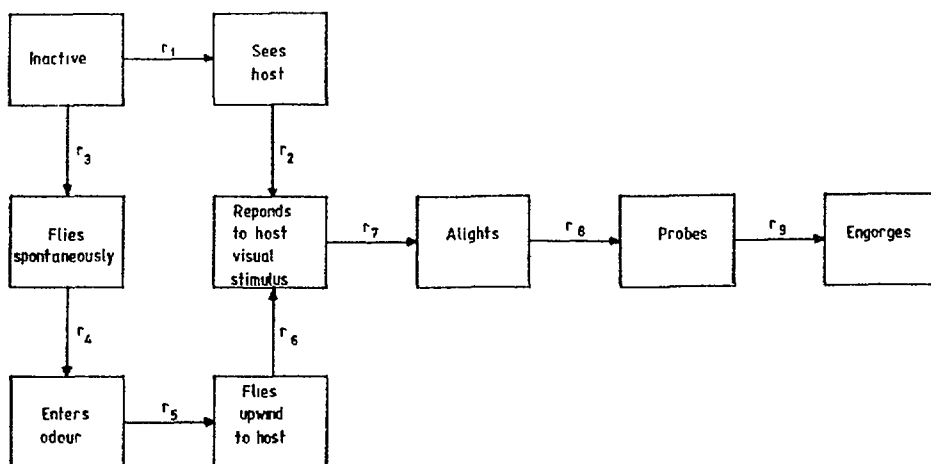 Inactive
r1
Sees
host
r3
r2
Flies
spontaneously
Reponds
to host
visual
stimulus
r7
Alights
r8
Probes
r9
Engorges
r4
r6
Enters
odour
r5
Flies
upwind
to host